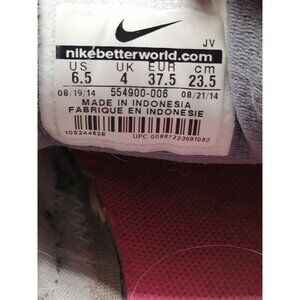 JV
nikebetterworld.com
US UK EUR cm
6.5 4 37.5 23.5
08/19/14 554900-006 08/21/14
MADE IN INDONESIA
FABRIQUE EN INDONESIE
105244628
UPC 00887223691082